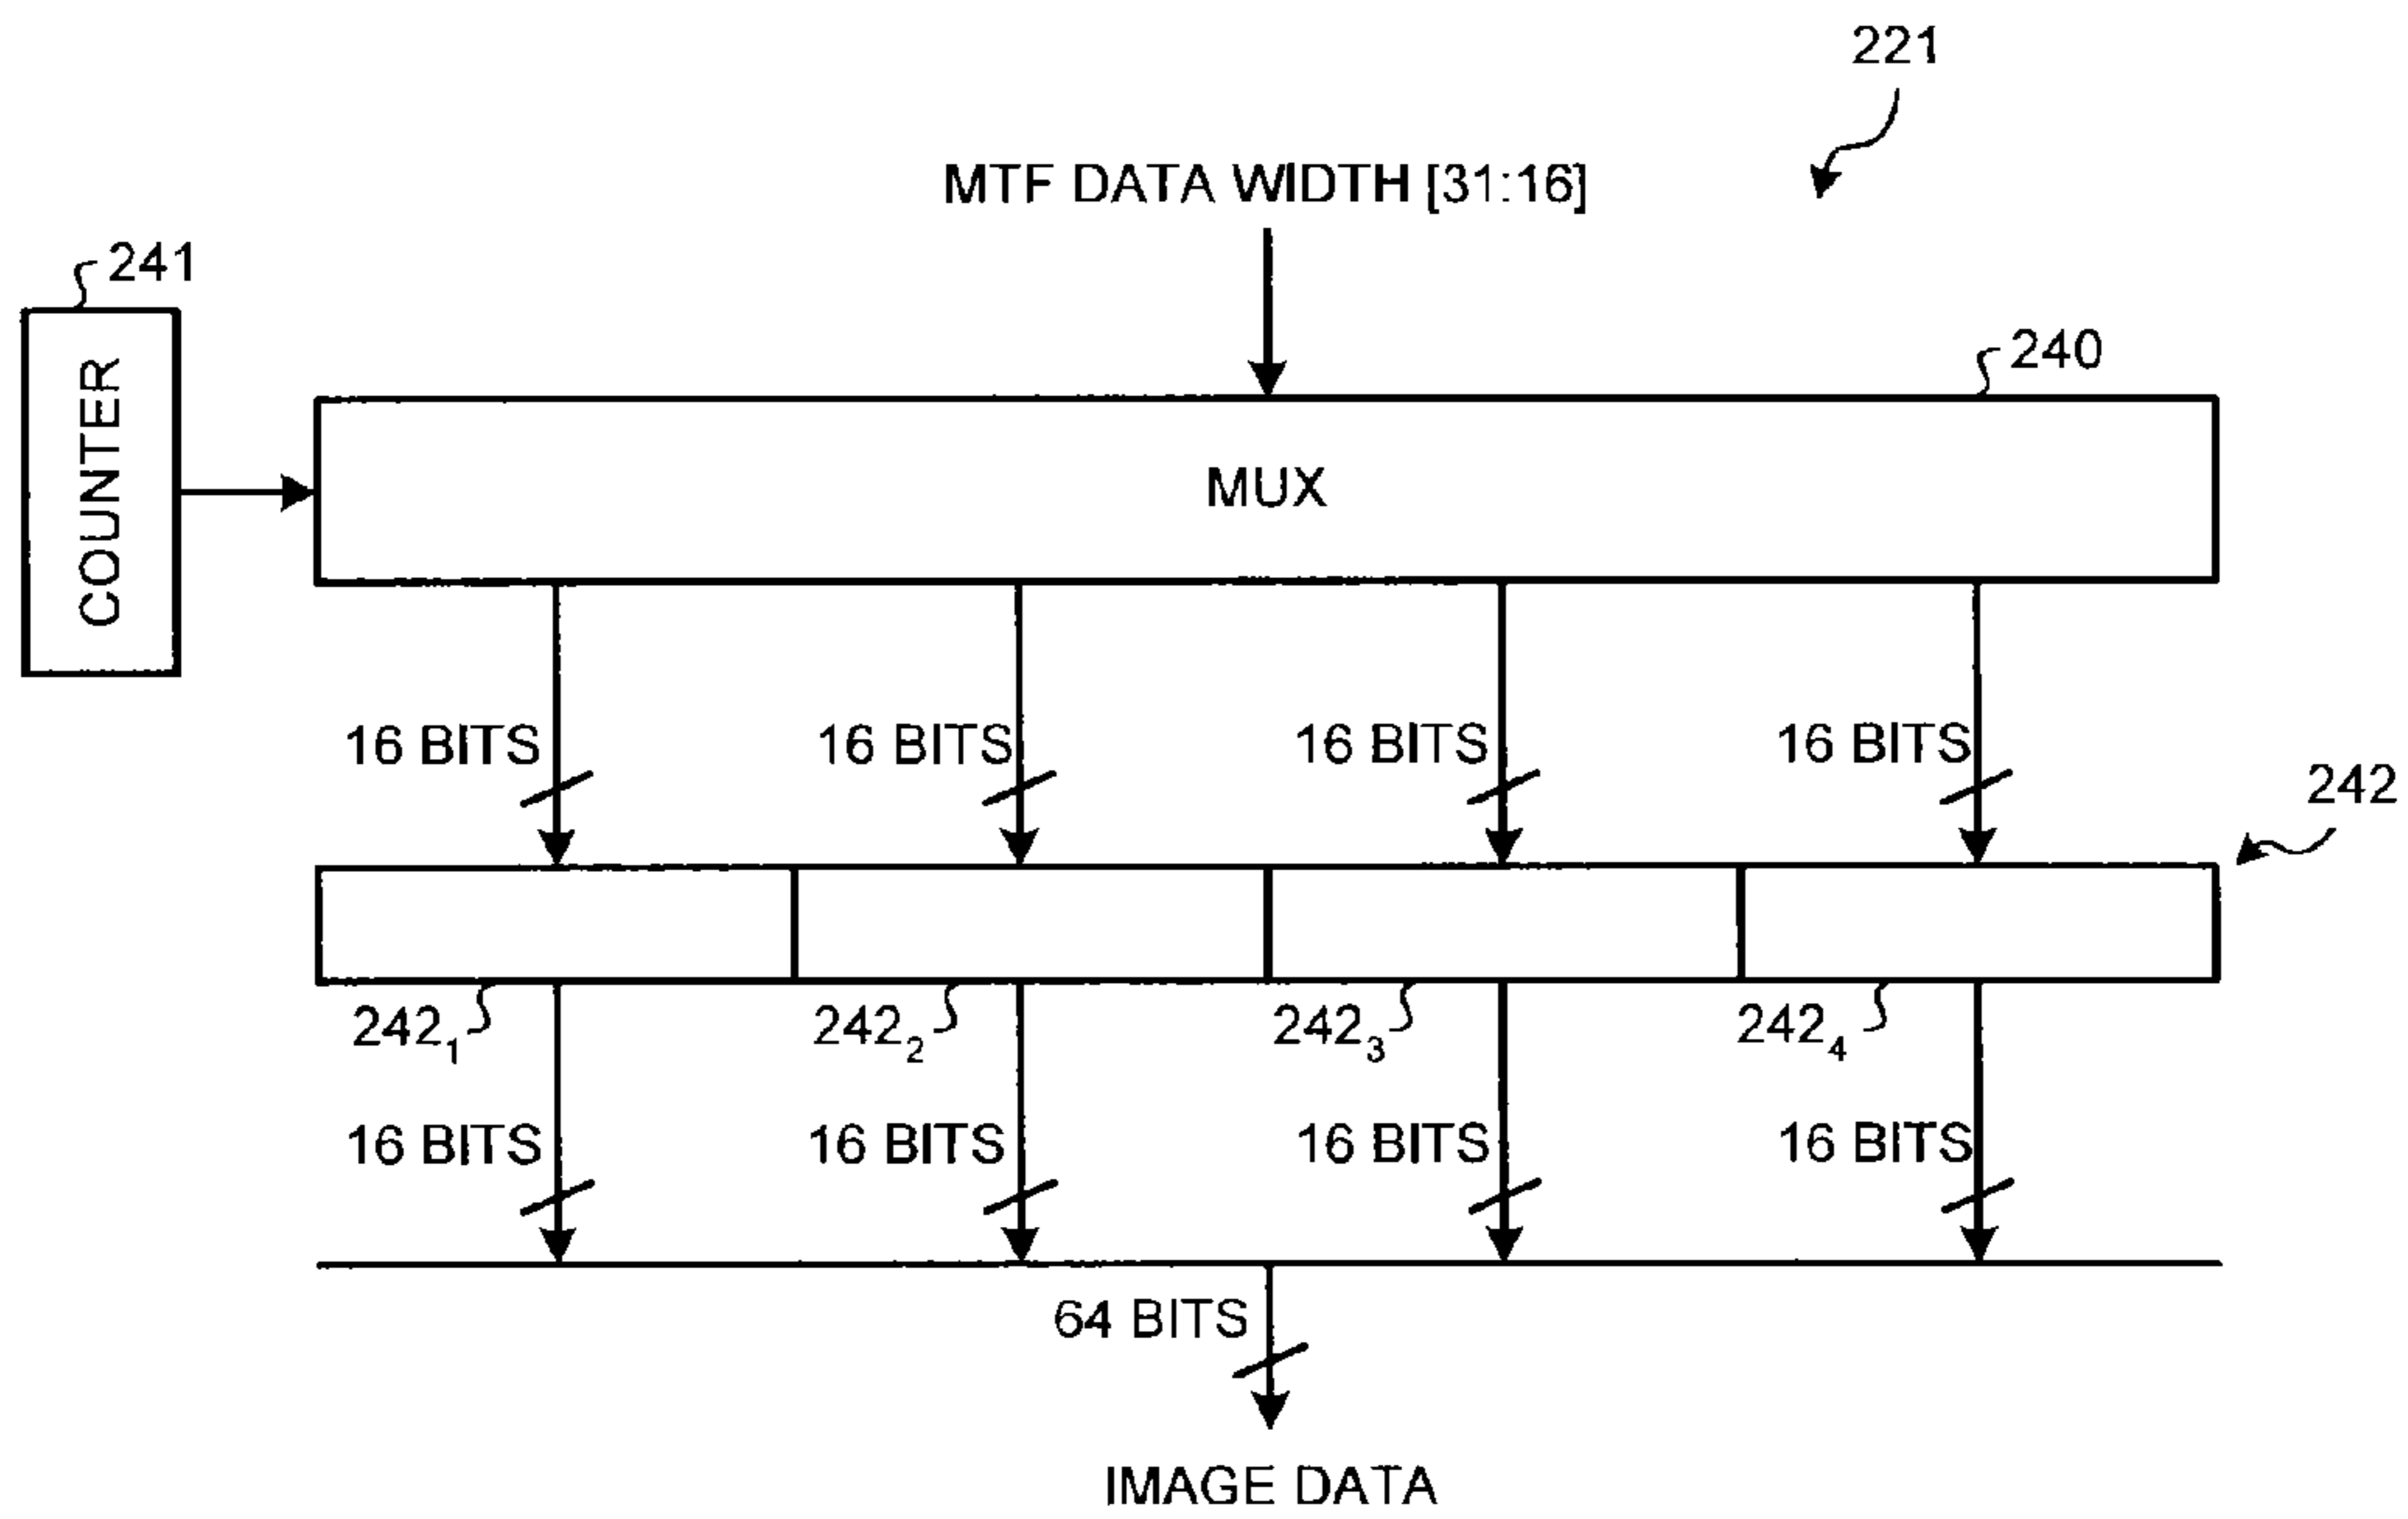 221
MTF DATA WIDTH [31:16]
241
240
COUNTER
MUX
16 BITS 16 BITS 16 BITS 16 BITS
242
242₁ 242₂ 242₃ 242₄
16 BITS 16 BITS 16 BITS 16 BITS
64 BITS
IMAGE DATA